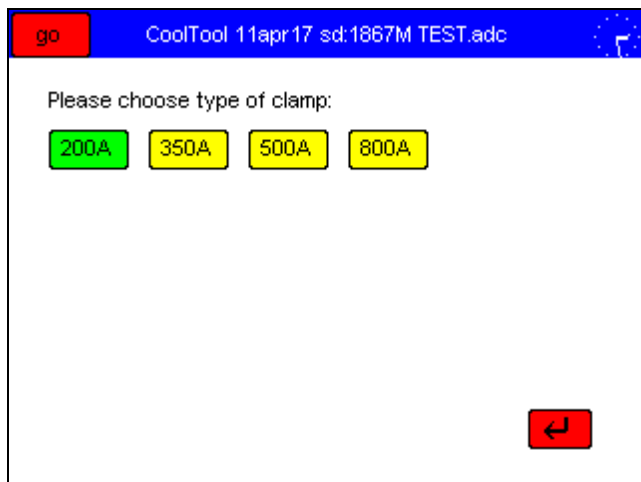 go CoolTool 11apr17 sd:1867M TEST.adc
Please choose type of clamp:
200A 350A 500A 800A